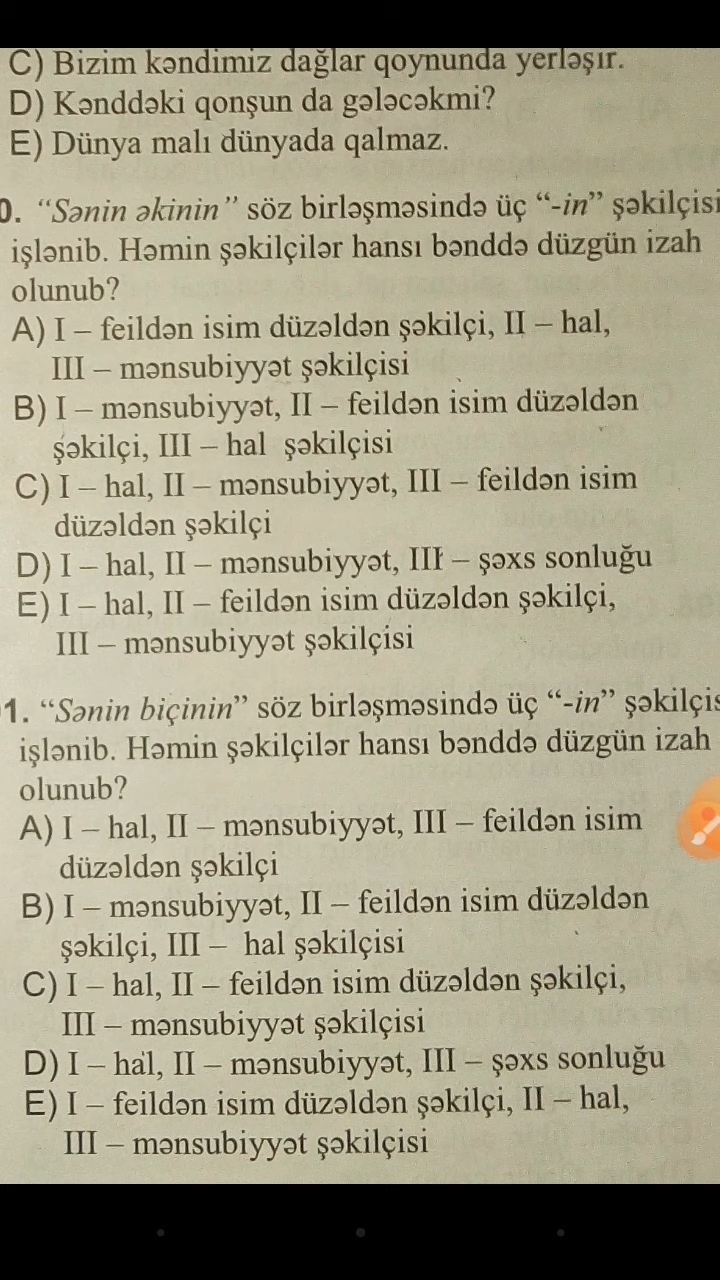 C) Bizim kəndimiz dağlar qoynunda yerləşir.
D) Kənddəki qonşun da gələcəkmi?
E) Dünya malı dünyada qalmaz.
0. “Sənin əkinin” söz birləşməsində üç “-in” şəkilçisi
işlənib. Həmin şəkilçilər hansı bənddə düzgün izah
olunub?
A) I – feildən isim düzəldən şəkilçi, II – hal,
III – mənsubiyyət şəkilçisi
B) I – mənsubiyyət, II – feildən isim düzəldən
şəkilçi, III – hal şəkilçisi
C) I – hal, II – mənsubiyyət, III – feildən isim
düzəldən şəkilçi
D) I – hal, II – mənsubiyyət, III – şəxs sonluğu
E) I – hal, II – feildən isim düzəldən şəkilçi,
III – mənsubiyyət şəkilçisi
1. “Sənin biçinin” söz birləşməsində üç “-in” şəkilçis
işlənib. Həmin şəkilçilər hansı bənddə düzgün izah
olunub?
A) I – hal, II – mənsubiyyət, III – feildən isim
düzəldən şəkilçi
B) I – mənsubiyyət, II – feildən isim düzəldən
şəkilçi, III – hal şəkilçisi
C) I – hal, II – feildən isim düzəldən şəkilçi,
III – mənsubiyyət şəkilçisi
D) I – hal, II – mənsubiyyət, III – şəxs sonluğu
E) I – feildən isim düzəldən şəkilçi, II – hal,
III – mənsubiyyət şəkilçisi